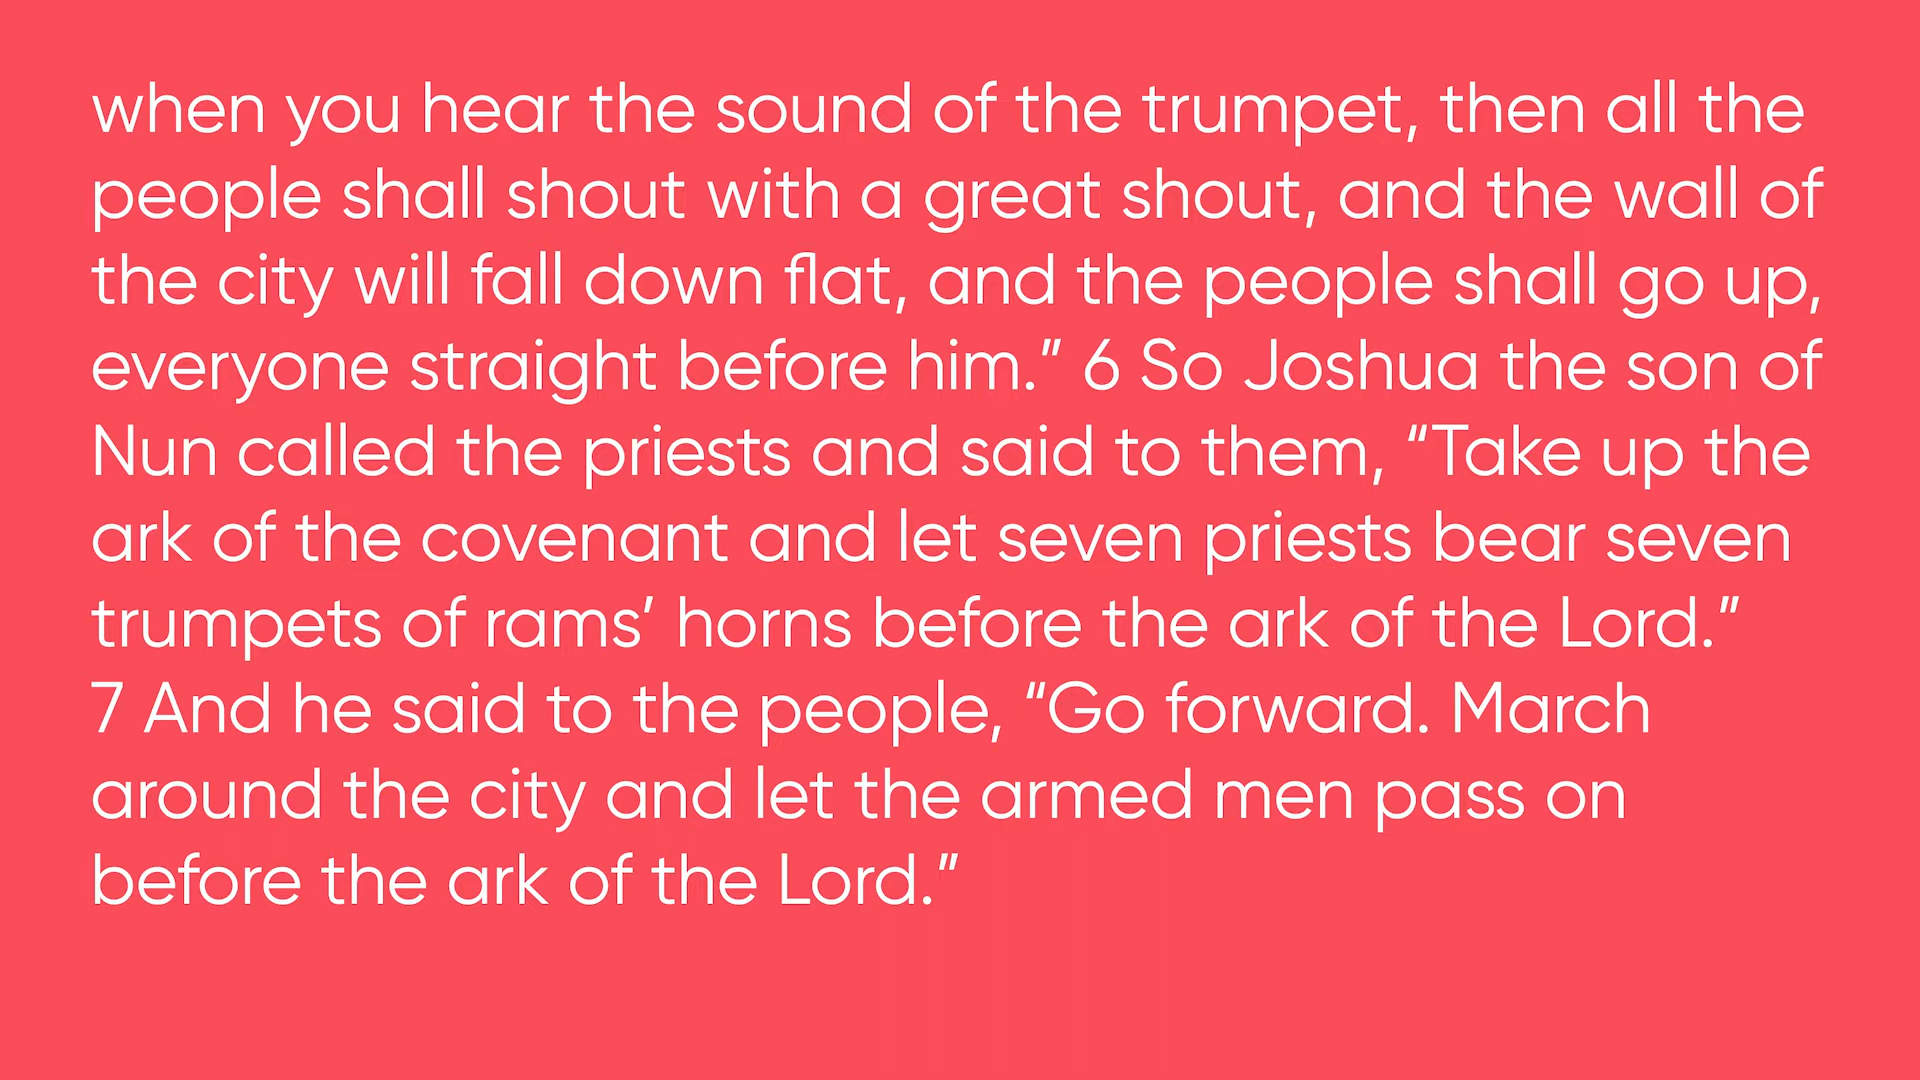 when you hear the sound of the trumpet, then all the
people shall shout with a great shout, and the wall of
the city will fall down flat, and the people shall go up,
everyone straight before him.” 6 So Joshua the son of
Nun called the priests and said to them, “Take up the
ark of the covenant and let seven priests bear seven
trumpets of rams’ horns before the ark of the Lord.”
7 And he said to the people, “Go forward. March
around the city and let the armed men pass on
before the ark of the Lord.”